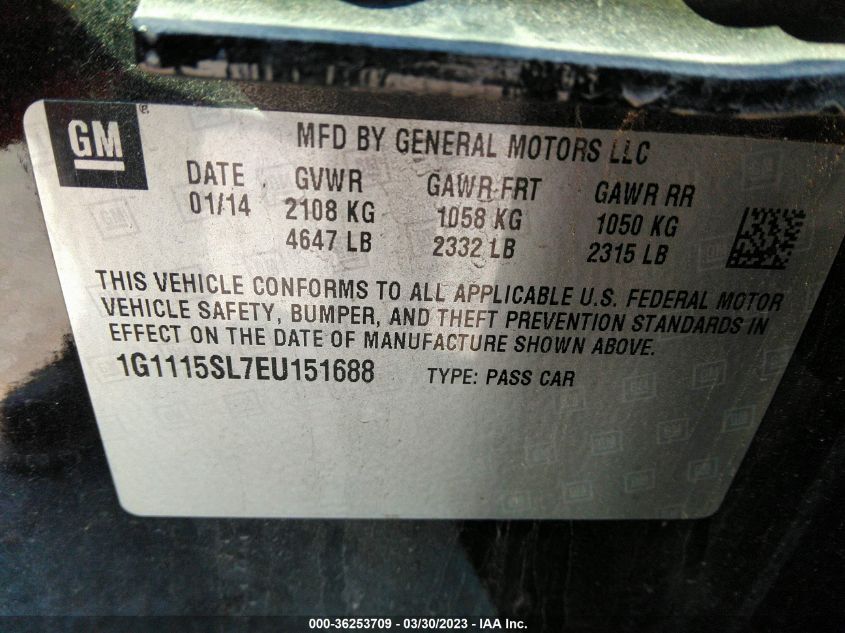 GM
MFD BY GENERAL MOTORS LLC
DATE GVWR GAWR FRT GAWR RR
01/14 2108 KG 1058 KG 1050 KG
4647 LB 2332 LB 2315 LB
THIS VEHICLE CONFORMS TO ALL APPLICABLE U.S. FEDERAL MOTOR
VEHICLE SAFETY, BUMPER, AND THEFT PREVENTION STANDARDS IN
EFFECT ON THE DATE OF MANUFACTURE SHOWN ABOVE.
1G1115SL7EU151688 TYPE: PASS CAR
000-36253709 - 03/30/2023 - IAA Inc.